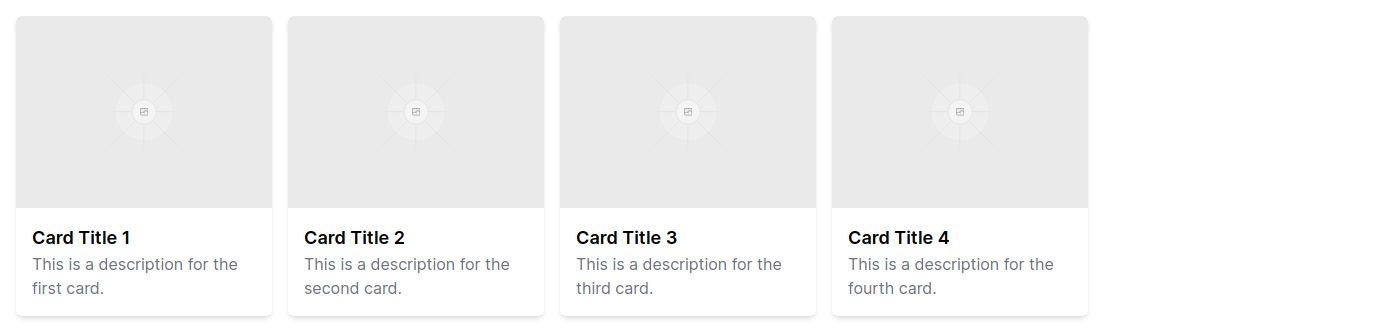 Card Title 1
This is a description for the
first card.
Card Title 2
This is a description for the
second card.
Card Title 3
This is a description for the
third card.
Card Title 4
This is a description for the
fourth card.